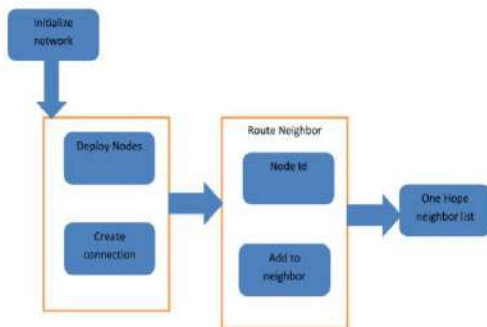 Initialize
network
Deploy Nodes
Create
connection
Route Neighbor
Node Id
Add to
neighbor
One Hope
neighbor list